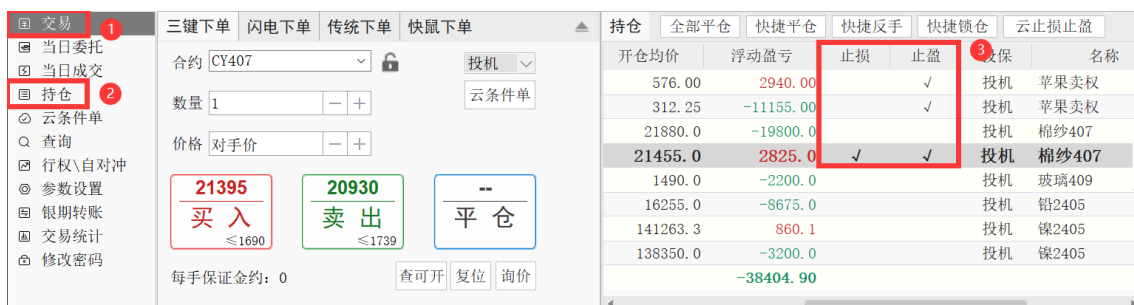 交易 1
当日委托
当日成交
持仓 2
云条件单
查询
行权\自对冲
参数设置
银期转账
交易统计
修改密码
三键下单 闪电下单 传统下单 快鼠下单
合约 CY407 投机
数量 1 云条件单
价格 对手价
21395 20930 --
买 入 卖 出 平 仓
≤1690 ≤1739
每手保证金约: 0 查可开 复位 询价
持仓 全部平仓 快捷平仓 快捷反手 快捷锁仓 云止损止盈
开仓均价 浮动盈亏 止损 止盈 3 保 名称
576.00 2940.00 √ 投机 苹果卖权
312.25 -11155.00 √ 投机 苹果卖权
21880.0 -19800.0 投机 棉纱407
21455.0 2825.0 √ √ 投机 棉纱407
1490.0 -2200.0 投机 玻璃409
16255.0 -8675.0 投机 铅2405
141263.3 860.1 投机 镍2405
138350.0 -3200.0 投机 镍2405
-38404.90